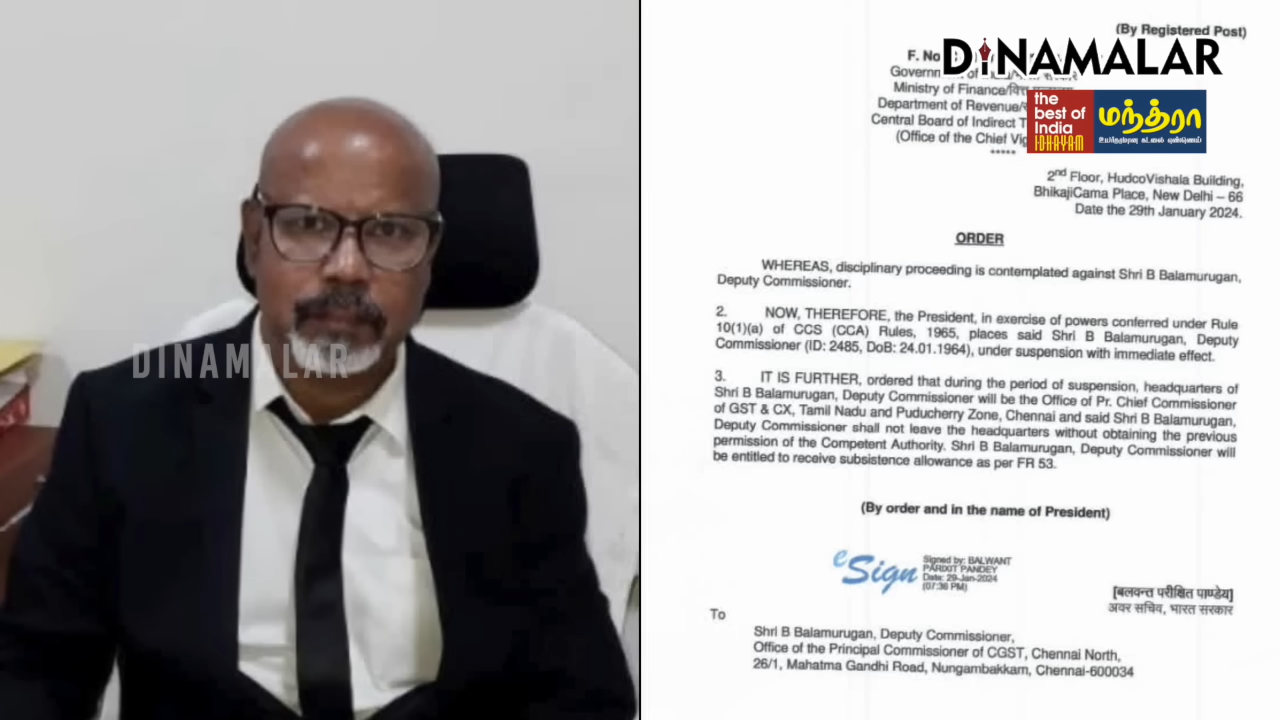 DINAMALAR
(By Registered Post)
DINAMALAR
F. No
Government of India/भारत सरकार
Ministry of Finance/वित्त मन्त्रालय
Department of Revenue/
Central Board of Indirect T
(Office of the Chief Vig
*****
the
best of
India
IDHAYAM
மந்த்ரா
2nd Floor, HudcoVishala Building,
BhikajiCama Place, New Delhi – 66
Date the 29th January 2024.
ORDER
WHEREAS, disciplinary proceeding is contemplated against Shri B Balamurugan,
Deputy Commissioner.
2. NOW, THEREFORE, the President, in exercise of powers conferred under Rule
10(1)(a) of CCS (CCA) Rules, 1965, places said Shri B Balamurugan, Deputy
Commissioner (ID: 2485, DoB: 24.01.1964), under suspension with immediate effect.
3. IT IS FURTHER, ordered that during the period of suspension, headquarters of
Shri B Balamurugan, Deputy Commissioner will be the Office of Pr. Chief Commissioner
of GST & CX, Tamil Nadu and Puducherry Zone, Chennai and said Shri B Balamurugan,
Deputy Commissioner shall not leave the headquarters without obtaining the previous
permission of the Competent Authority. Shri B Balamurugan, Deputy Commissioner will
be entitled to receive subsistence allowance as per FR 53.
(By order and in the name of President)
eSign
Signed by: BALWANT
PARIXIT PANDEY
Date: 29-Jan-2024
(07:36 PM)
[बलवन्त परीक्षित पाण्डेय]
अवर सचिव, भारत सरकार
To
Shri B Balamurugan, Deputy Commissioner,
Office of the Principal Commissioner of CGST, Chennai North,
26/1, Mahatma Gandhi Road, Nungambakkam, Chennai-600034